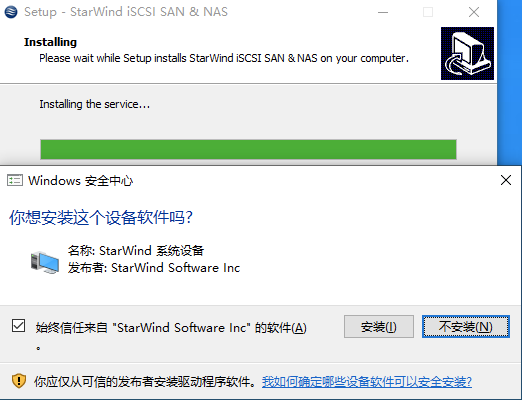 Setup - StarWind iSCSI SAN & NAS
Installing
Please wait while Setup installs StarWind iSCSI SAN & NAS on your computer.
Installing the service...
Windows 安全中心
你想安装这个设备软件吗?
名称: StarWind 系统设备
发布者: StarWind Software Inc
始终信任来自 "StarWind Software Inc" 的软件(A)
。
安装(I)
不安装(N)
你应仅从可信的发布者安装驱动程序软件。我如何确定哪些设备软件可以安全安装?